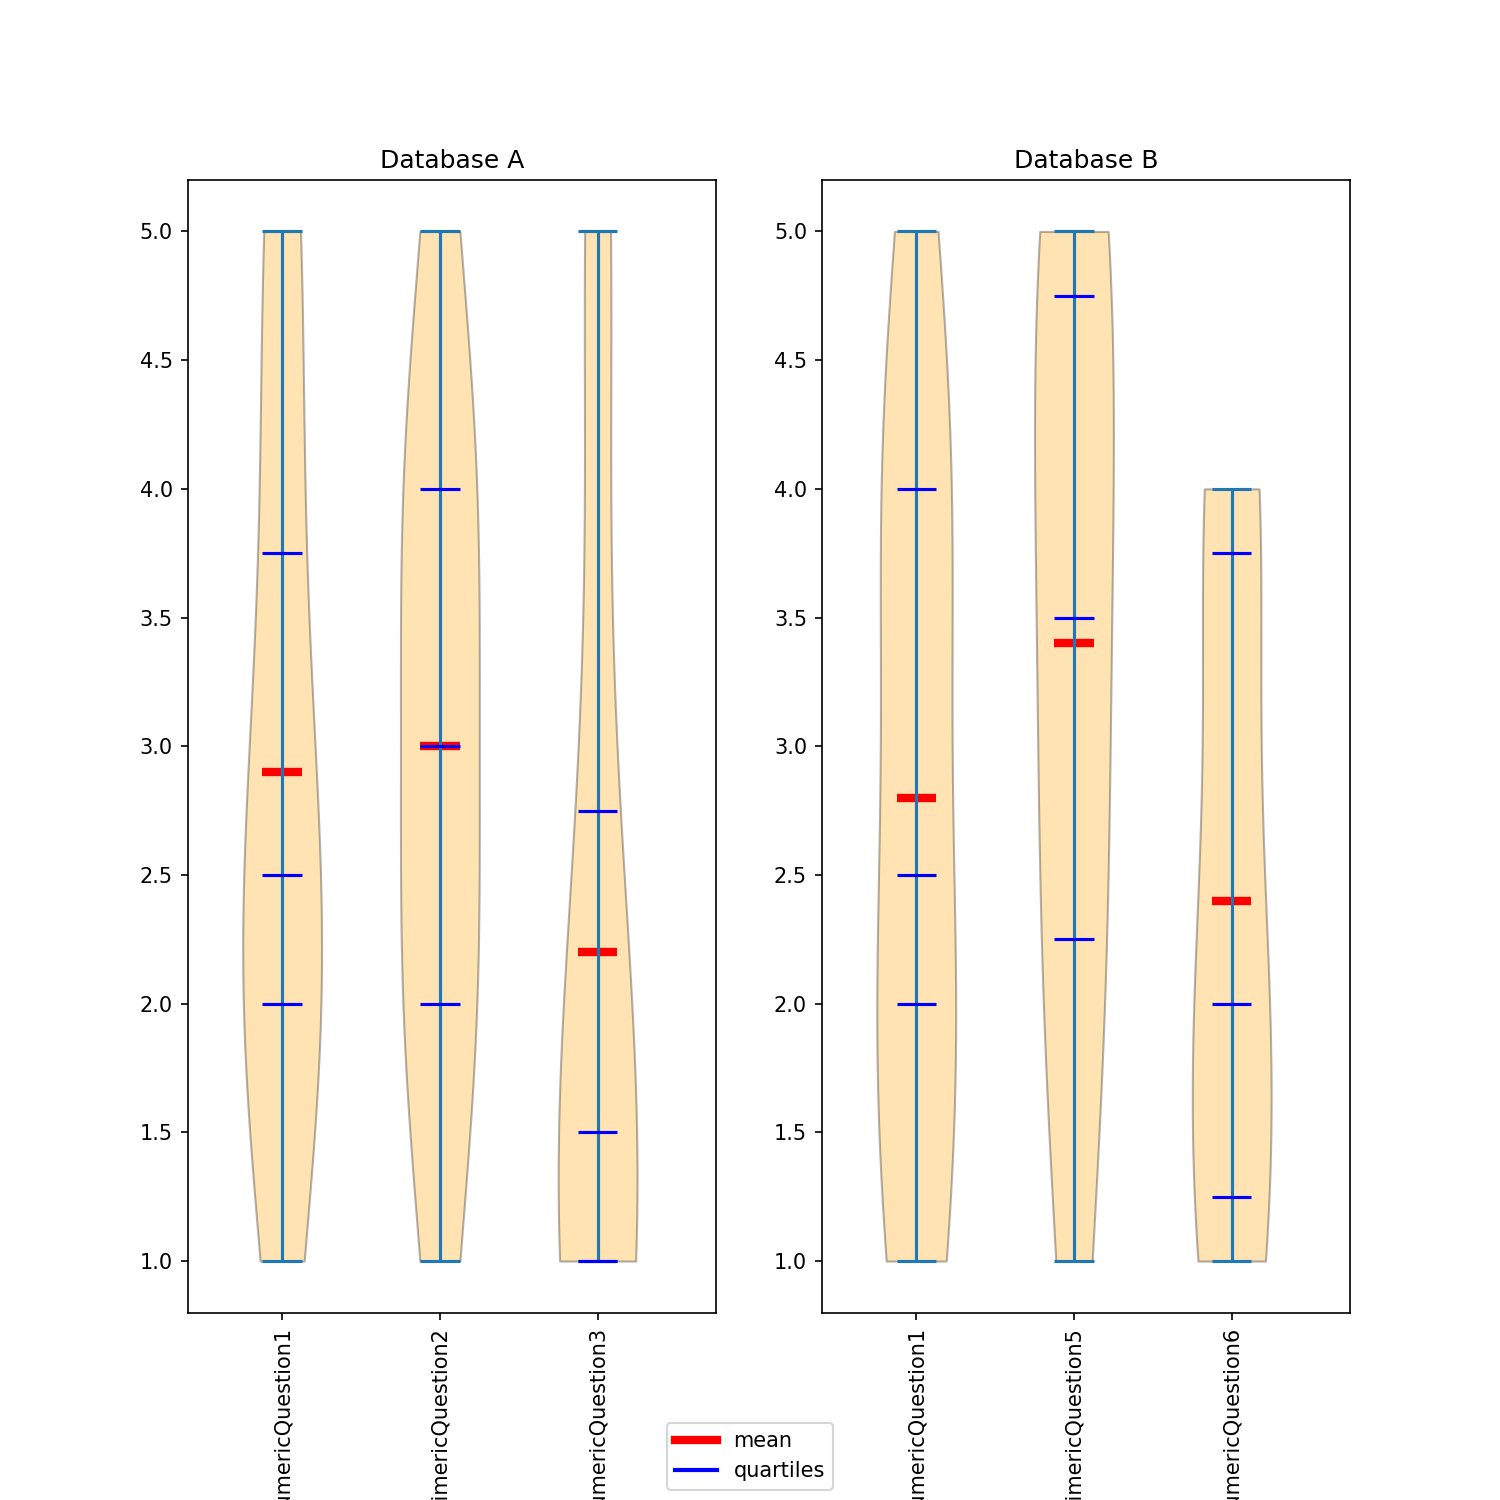 Database A
5.0
4.5
4.0
3.5
3.0
2.5
2.0
1.5
1.0
umericQuestion1
umericQuestion2
umericQuestion3
Database B
5.0
4.5
4.0
3.5
3.0
2.5
2.0
1.5
1.0
umericQuestion1
umericQuestion5
umericQuestion6
mean
quartiles